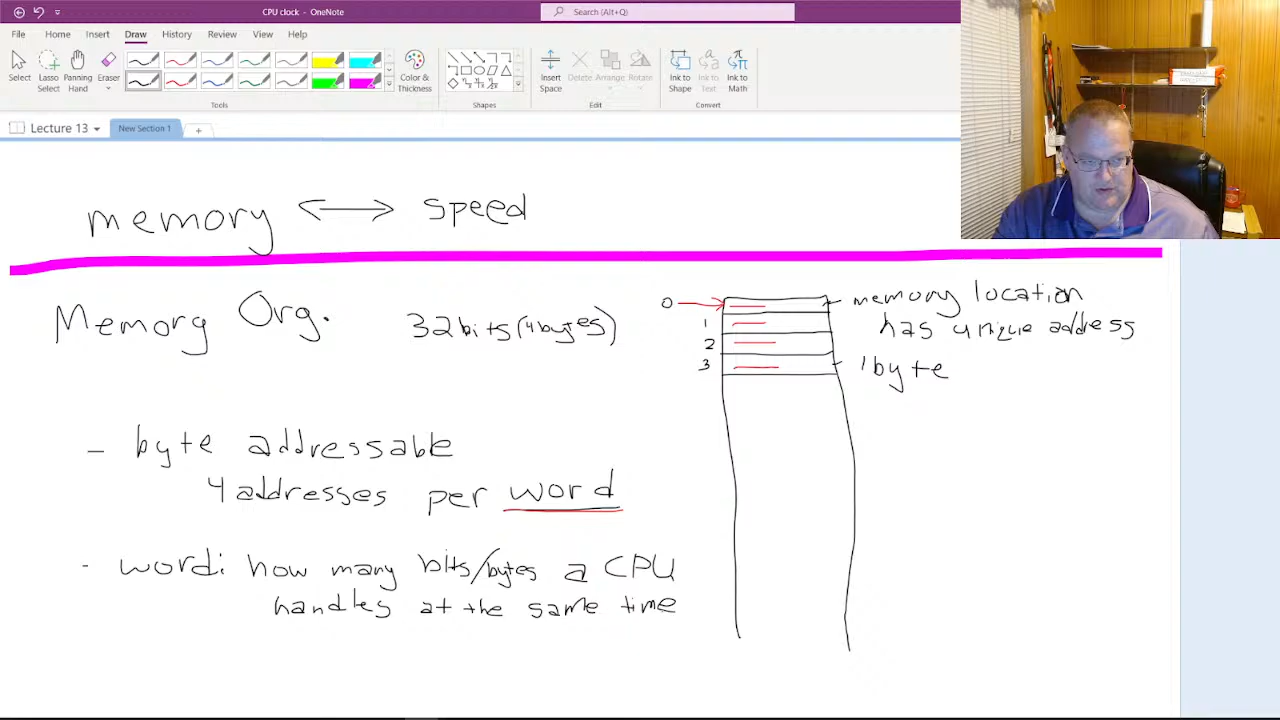 CPU clock - OneNote
Search (Alt+Q)
File Home Insert Draw History Review View Help
Select
Lasso Select
Panning Hand
Eraser
Color & Thickness
Insert Space
Delete
Arrange
Rotate
Ink to Shape
Ink to Text
Ink to Math
Tools
Shapes
Edit
Convert
Lecture 13
New Section 1
memory ↔ speed
Memory Org.
32 bits (4 bytes)
0
1
2
3
memory location
has unique address
1 byte
- byte addressable
4 addresses per word
- word: how many bits/bytes a CPU
handles at the same time